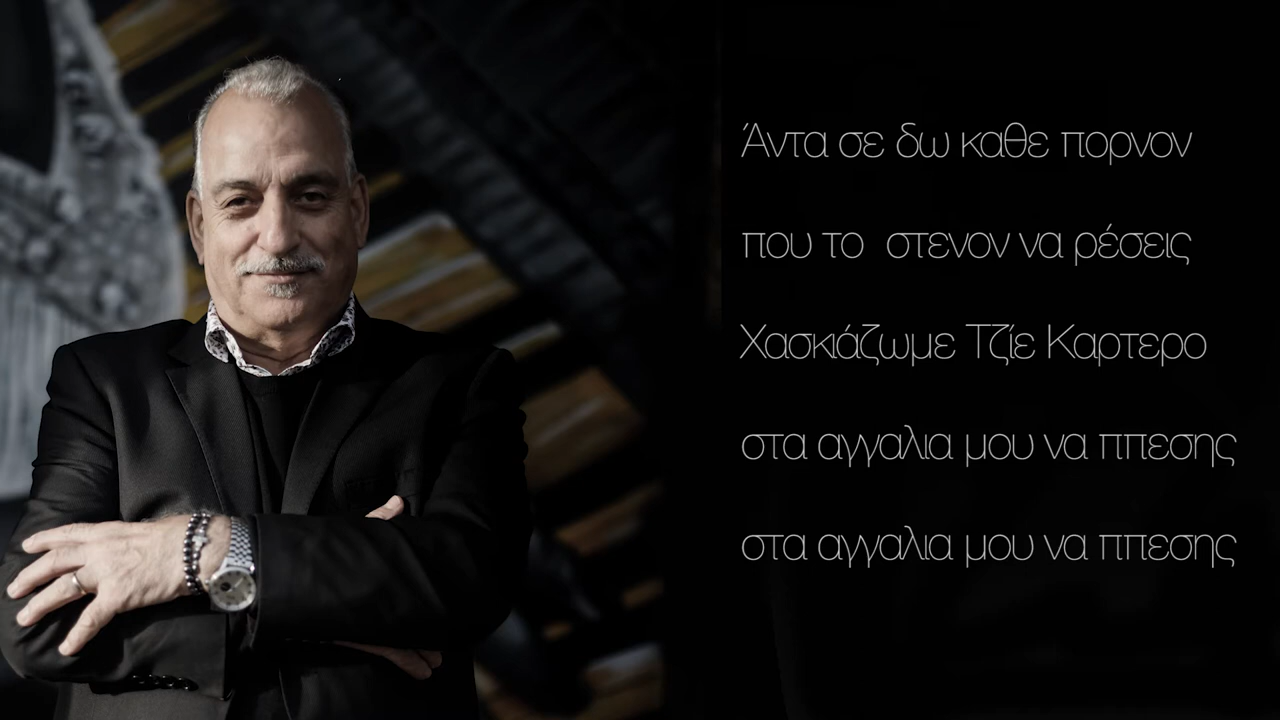 Άντα σε δω καθε πορνον
που το στενον να ρέσεις
Χασκιάζωμε Τζίε Καρτερο
στα αγγαλια μου να ππεσης
στα αγγαλια μου να ππεσης